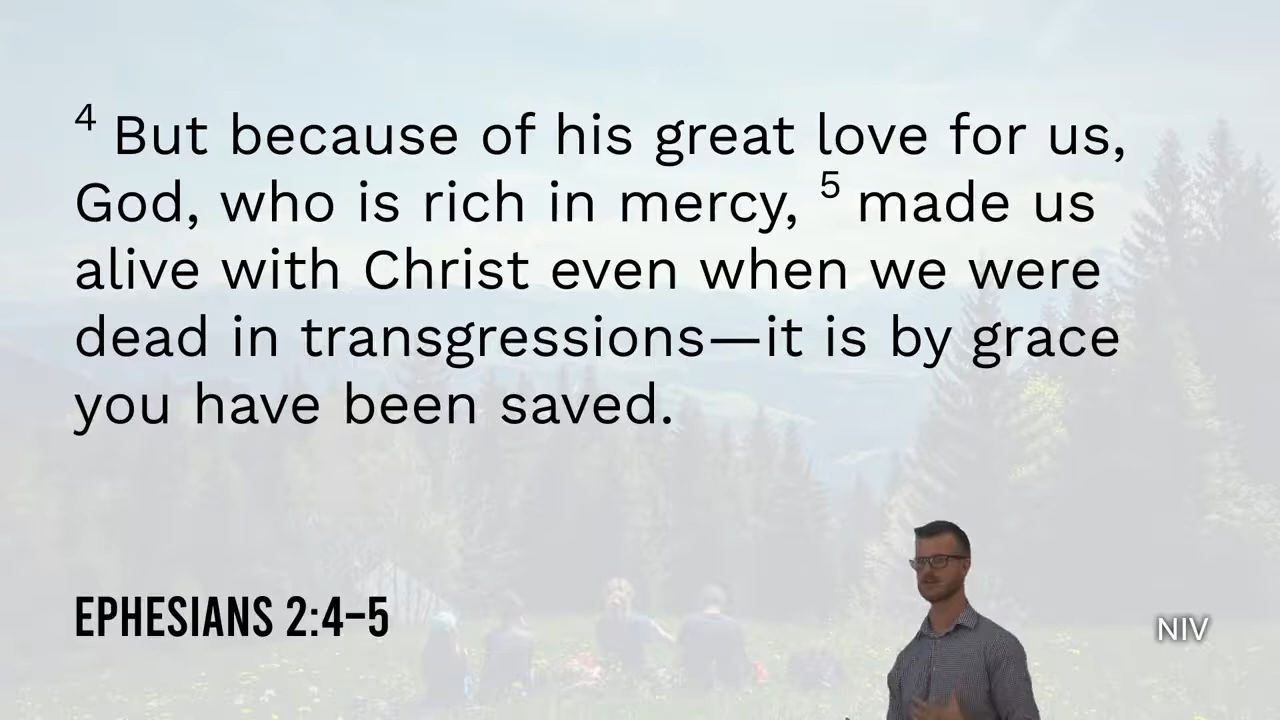 4 But because of his great love for us,
God, who is rich in mercy, 5 made us
alive with Christ even when we were
dead in transgressions—it is by grace
you have been saved.
EPHESIANS 2:4–5
NIV